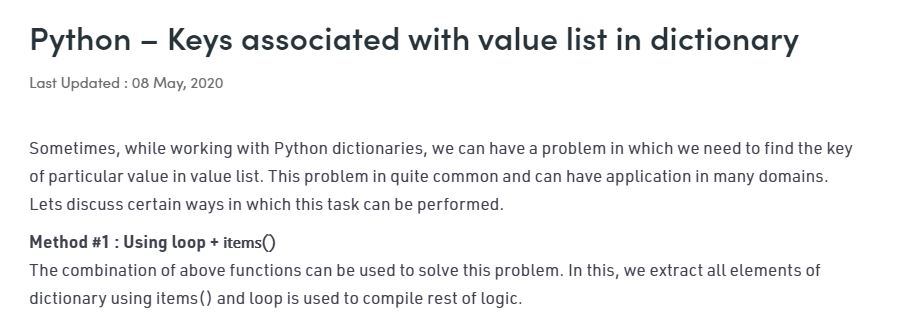 Python – Keys associated with value list in dictionary
Last Updated : 08 May, 2020
Sometimes, while working with Python dictionaries, we can have a problem in which we need to find the key
of particular value in value list. This problem in quite common and can have application in many domains.
Lets discuss certain ways in which this task can be performed.
Method #1 : Using loop + items()
The combination of above functions can be used to solve this problem. In this, we extract all elements of
dictionary using items() and loop is used to compile rest of logic.